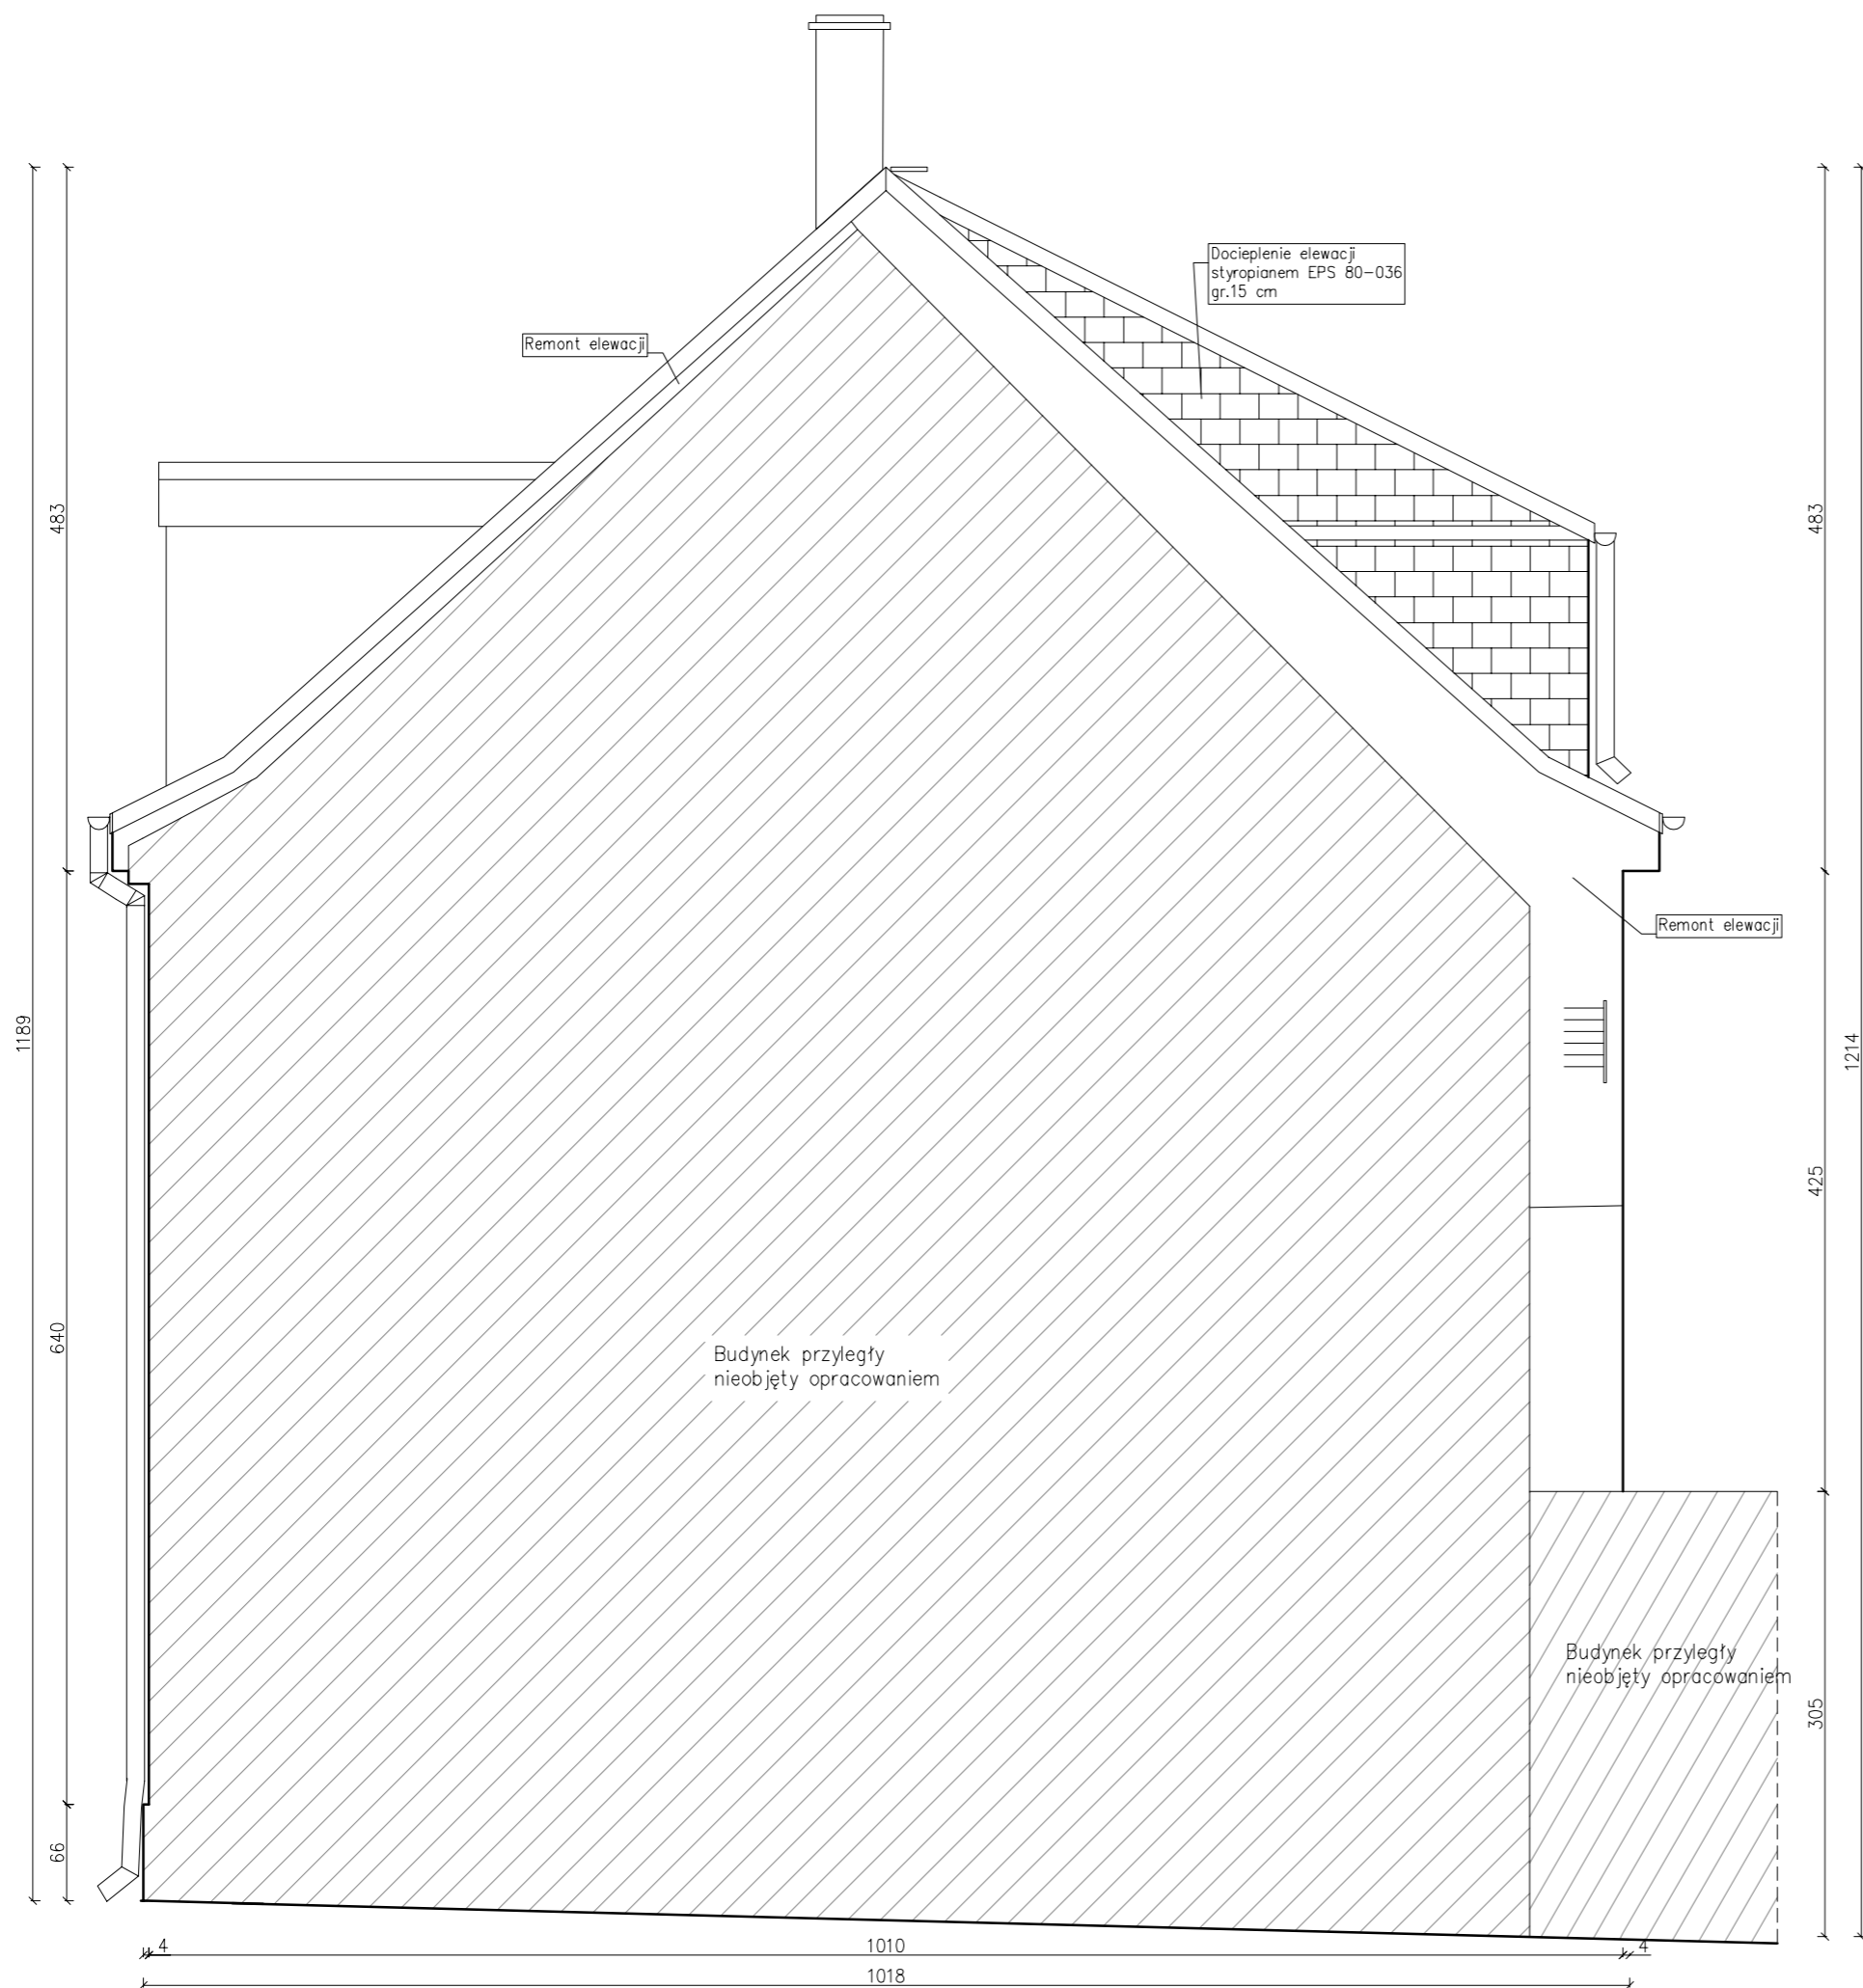 Docieplenie elewacji
styropianem EPS 80-036
gr.15 cm
Remont elewacji
483
483
Remont elewacji
1189
1214
425
640
Budynek przyległy
nieobjęty opracowaniem
Budynek przyległy
nieobjęty opracowaniem
305
66
4
1010
4
1018